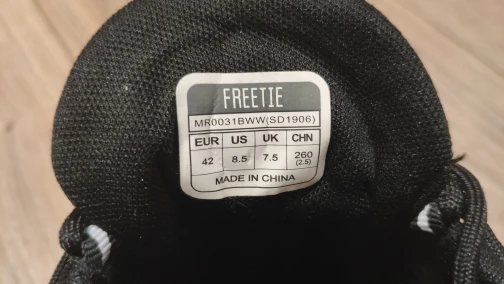 FREETIE
MR0031BWW(SD1906)
EUR US UK CHN
42 8.5 7.5 260
(2.5)
MADE IN CHINA